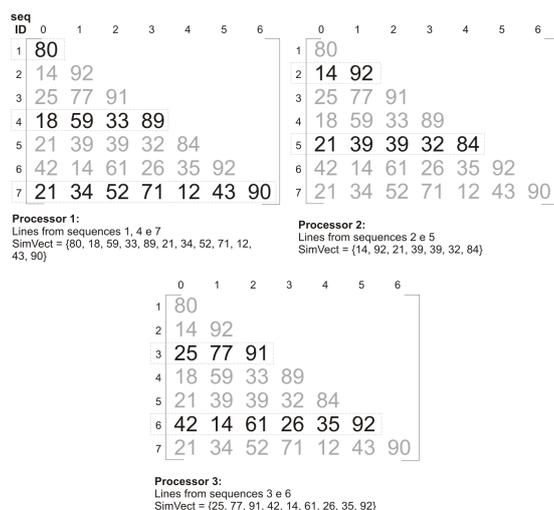 seq
ID 0 1 2 3 4 5 6
1 80
2 14 92
3 25 77 91
4 18 59 33 89
5 21 39 39 32 84
6 42 14 61 26 35 92
7 21 34 52 71 12 43 90
Processor 1:
Lines from sequences 1, 4 e 7
SimVect = {80, 18, 59, 33, 89, 21, 34, 52, 71, 12,
43, 90}
0 1 2 3 4 5 6
1 80
2 14 92
3 25 77 91
4 18 59 33 89
5 21 39 39 32 84
6 42 14 61 26 35 92
7 21 34 52 71 12 43 90
Processor 2:
Lines from sequences 2 e 5
SimVect = {14, 92, 21, 39, 39, 32, 84}
0 1 2 3 4 5 6
1 80
2 14 92
3 25 77 91
4 18 59 33 89
5 21 39 39 32 84
6 42 14 61 26 35 92
7 21 34 52 71 12 43 90
Processor 3:
Lines from sequences 3 e 6
SimVect = {25, 77, 91, 42, 14, 61, 26, 35, 92}